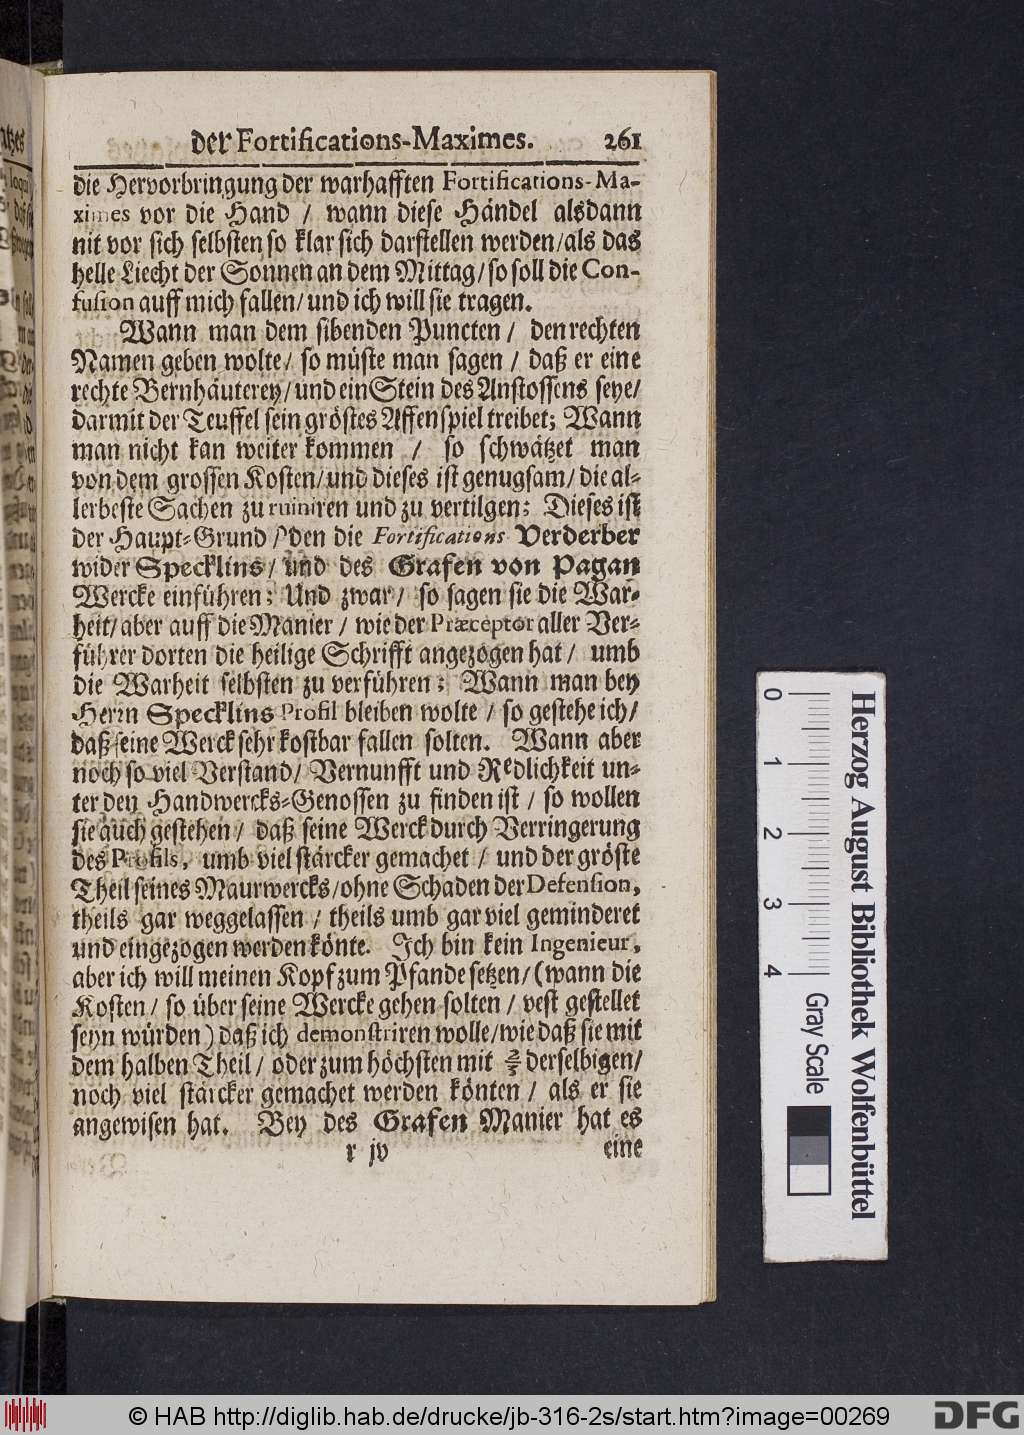 der Fortifications-Maximes. 261
die Hervorbringung der warhafften Fortifications-Ma-
ximes vor die Hand / wann diese Händel alsdann
nit vor sich selbsten so klar sich darstellen werden/als das
helle Liecht der Sonnen an dem Mittag/so soll die Con-
fusion auff mich fallen/und ich will sie tragen.
Wann man dem sibenden Puncten / den rechten
Namen geben wolte/ so müste man sagen / daß er eine
rechte Bernhäuterey/und ein Stein des Anstossens seye/
darmit der Teuffel sein gröstes Affenspiel treibet; Wann
man nicht kan weiter kommen / so schwätzet man
von dem grossen Kosten/und dieses ist genugsam/ die al-
lerbeste Sachen zu ruiniren und zu vertilgen; Dieses ist
der Haupt-Grund / den die Fortifications Verderber
wider Specklins/ und des Grafen von Pagan
Wercke einführen; Und zwar/ so sagen sie die War-
heit/aber auff die Manier / wie der Præceptor aller Ver-
führer dorten die heilige Schrifft angezogen hat / umb
die Warheit selbsten zu verführen; Wann man bey
Herrn Specklins Profil bleiben wolte / so gestehe ich/
daß seine Werck sehr kostbar fallen solten. Wann aber
noch so viel Verstand/ Vernunfft und Redlichkeit un-
ter den Handwercks-Genossen zu finden ist / so wollen
sie auch gestehen / daß seine Werck durch Verringerung
des Profils, umb viel stärcker gemachet / und der gröste
Theil seines Maurwercks/ohne Schaden der Defension,
theils gar weggelassen / theils umb gar viel geminderet
und eingezogen werden könte. Ich bin kein Ingenieur,
aber ich will meinen Kopf zum Pfande setzen/(wann die
Kosten/ so über seine Wercke gehen solten / vest gestellet
seyn würden) daß ich demonstriren wolle/wie daß sie mit
dem halben Theil / oder zum höchsten mit ⅔ derselbigen/
noch viel stärcker gemachet werden könten / als er sie
angewisen hat. Bey des Grafen Manier hat es
r jv eine
0 1 2 3 4
Gray Scale
Herzog August Bibliothek Wolfenbüttel
© HAB http://diglib.hab.de/drucke/jb-316-2s/start.htm?image=00269
DFG